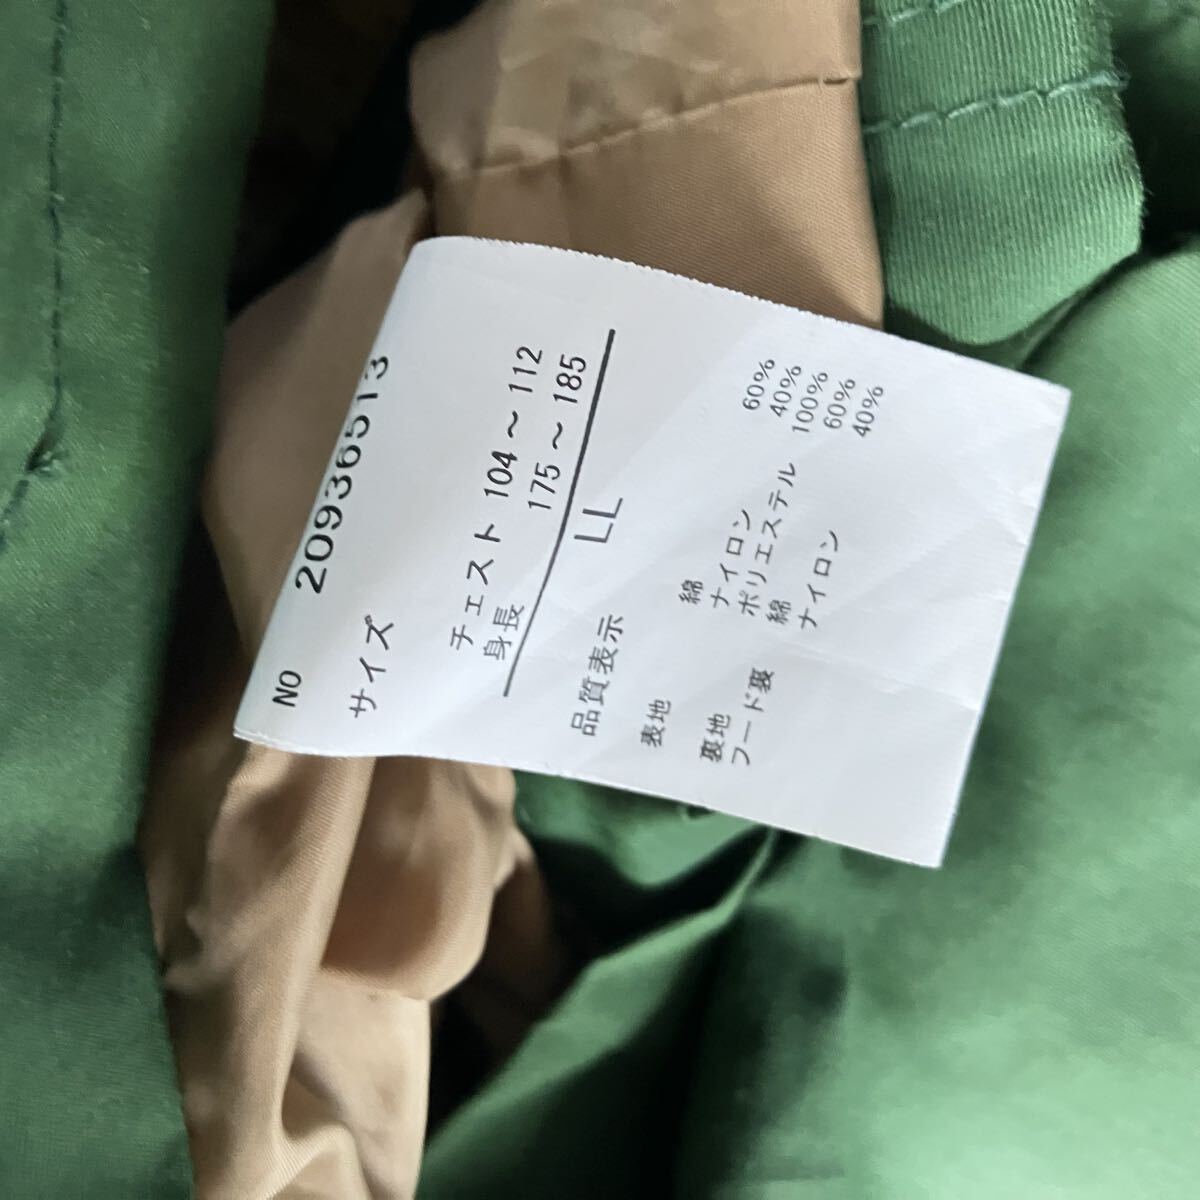 NO 20936513
サイズ
チェスト 104～112
身長 175～185
LL
品質表示
表地 綿 60%
ナイロン 40%
裏地 ポリエステル 100%
フード裏 綿 60%
ナイロン 40%